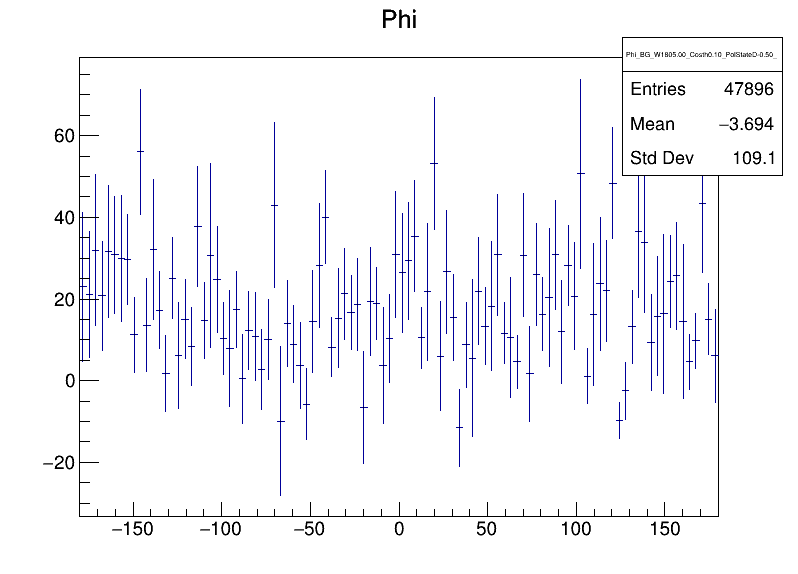 Phi
Phi_BG_W1805.00_Costh0.10_PolStateD-0.50_
Entries 47896
Mean −3.694
Std Dev 109.1
60
40
20
0
−20
−150 −100 −50 0 50 100 150